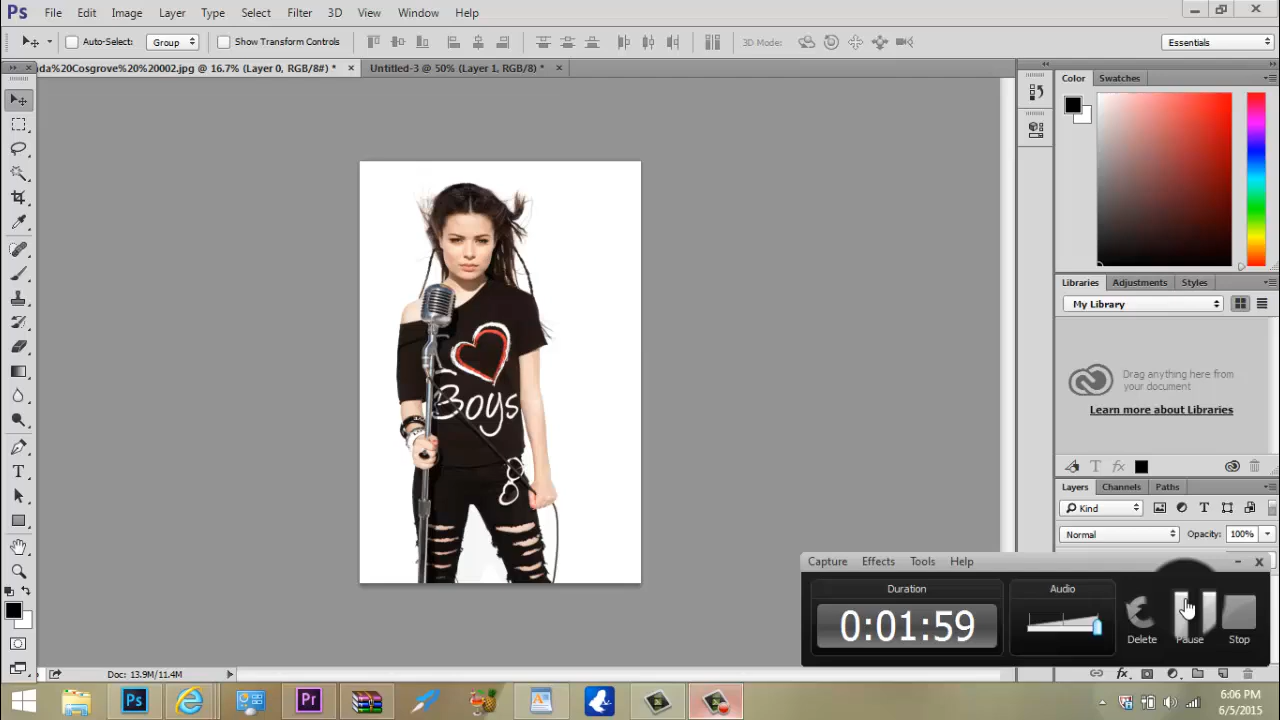 Ps File Edit Image Layer Type Select Filter 3D View Window Help
Auto-Select: Group Show Transform Controls 3D Mode: Essentials
nda%20Cosgrove%20%20002.jpg @ 16.7% (Layer 0, RGB/8#) * × Untitled-3 @ 50% (Layer 1, RGB/8) * ×
Color Swatches
Libraries Adjustments Styles
My Library
Drag anything here from
your document
Learn more about Libraries
Boys
Layers Channels Paths
Kind
Normal Opacity: 100%
Capture Effects Tools Help
Duration Audio
0:01:59
Delete Pause Stop
Doc: 13.9M/11.4M
Ps Pr
6:06 PM
6/5/2015